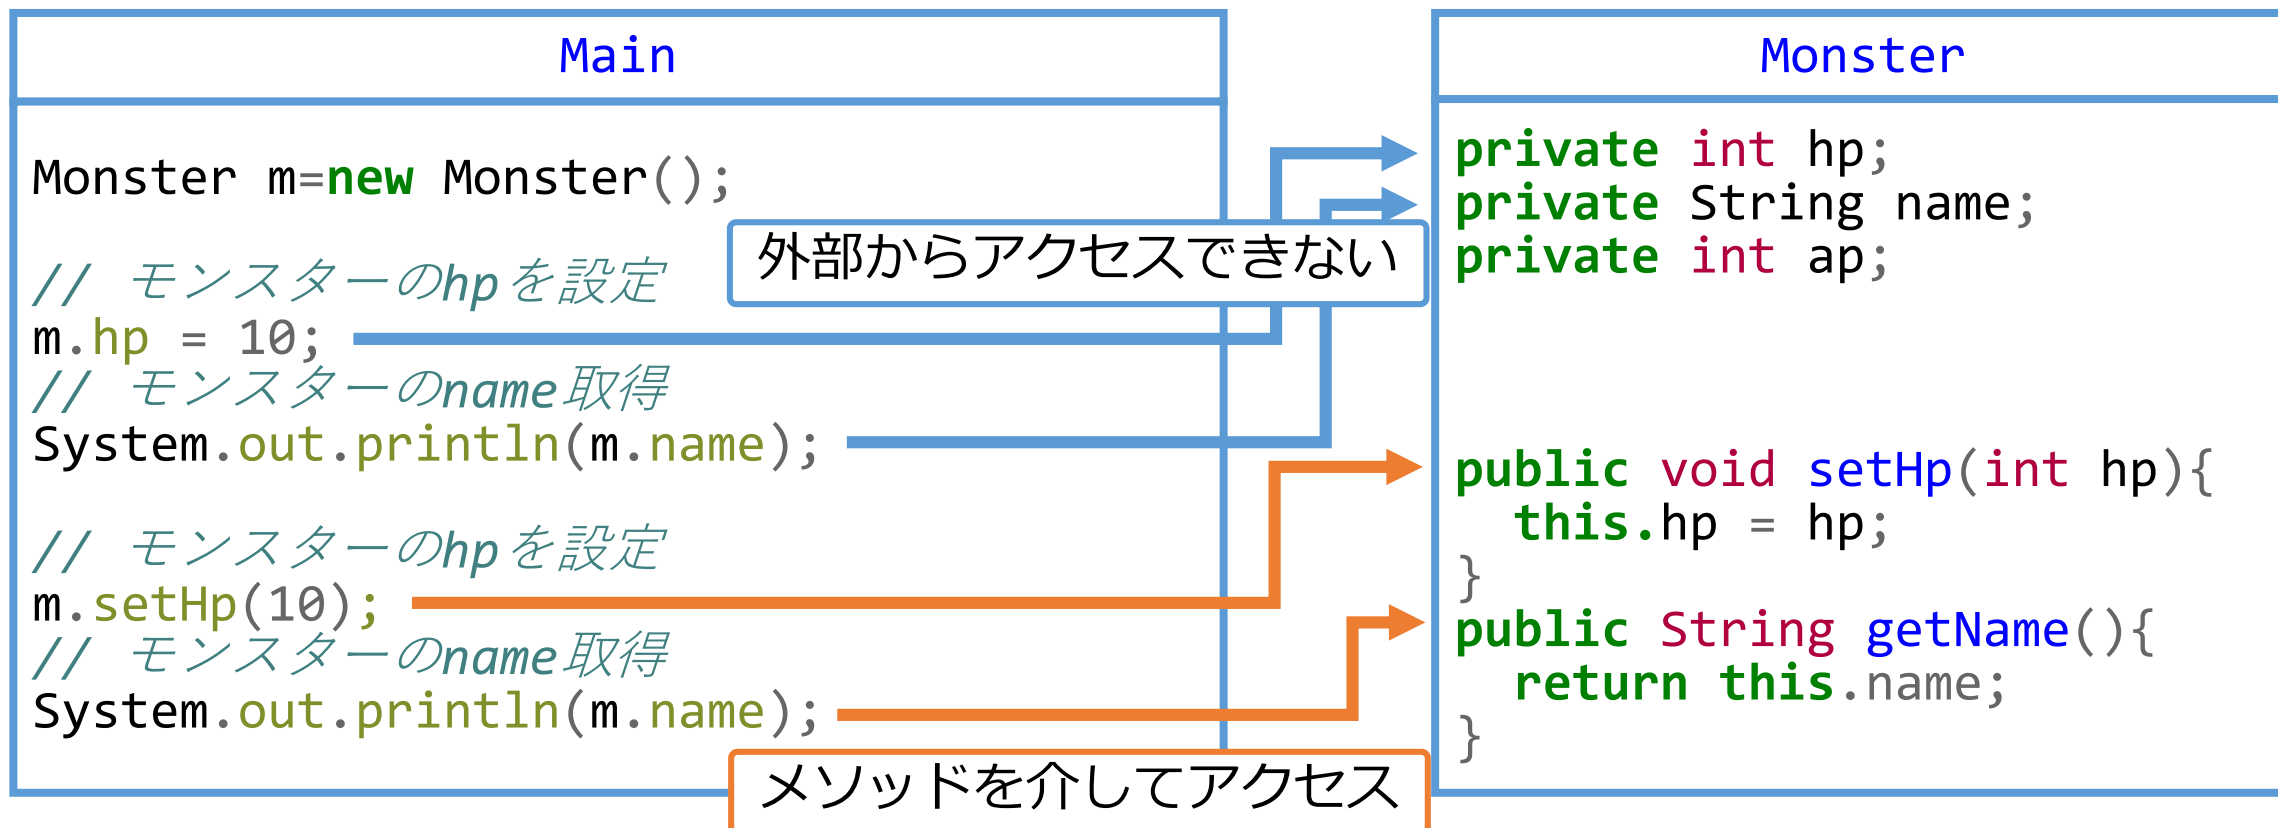 Main
Monster m=new Monster();
// モンスターのhpを設定
m.hp = 10;
// モンスターのname取得
System.out.println(m.name);
// モンスターのhpを設定
m.setHp(10);
// モンスターのname取得
System.out.println(m.name);
外部からアクセスできない
メソッドを介してアクセス
Monster
private int hp;
private String name;
private int ap;
public void setHp(int hp){
this.hp = hp;
}
public String getName(){
return this.name;
}